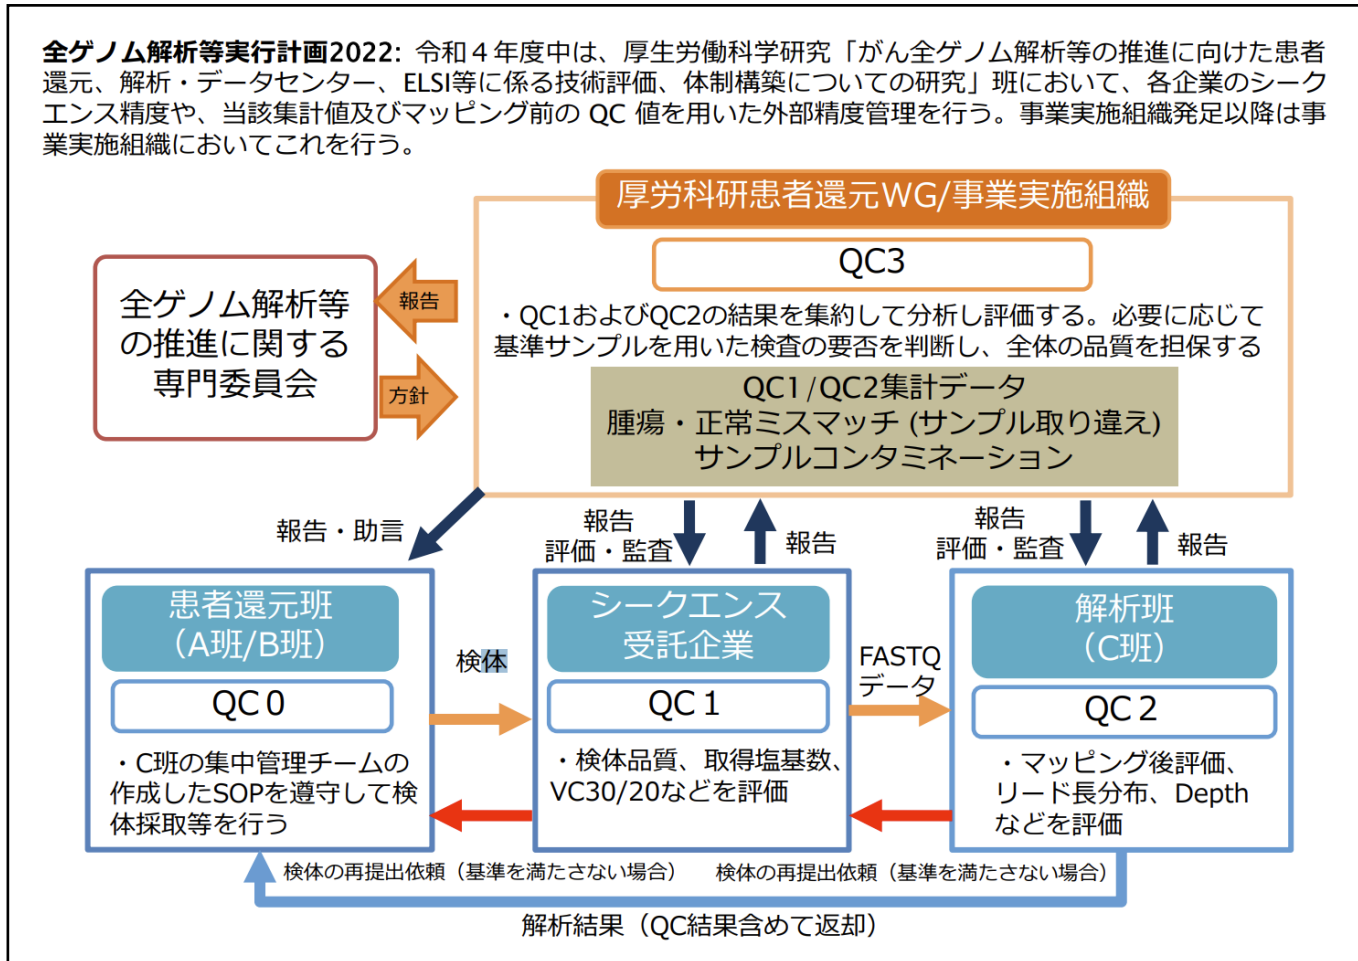 全ゲノム解析等実行計画2022: 令和４年度中は、厚生労働科学研究「がん全ゲノム解析等の推進に向けた患者
還元、解析・データセンター、ELSI等に係る技術評価、体制構築についての研究」班において、各企業のシーク
エンス精度や、当該集計値及びマッピング前の QC 値を用いた外部精度管理を行う。事業実施組織発足以降は事
業実施組織においてこれを行う。
厚労科研患者還元WG/事業実施組織
QC3
・QC1およびQC2の結果を集約して分析し評価する。必要に応じて
基準サンプルを用いた検査の要否を判断し、全体の品質を担保する
QC1/QC2集計データ
腫瘍・正常ミスマッチ (サンプル取り違え)
サンプルコンタミネーション
全ゲノム解析等
の推進に関する
専門委員会
報告
方針
報告・助言
報告
評価・監査
報告
報告
評価・監査
報告
患者還元班
（A班/B班）
QC 0
・C班の集中管理チームの
作成したSOPを遵守して検
体採取等を行う
検体
シークエンス
受託企業
QC 1
・検体品質、取得塩基数、
VC30/20などを評価
FASTQ
データ
解析班
（C班）
QC 2
・マッピング後評価、
リード長分布、Depth
などを評価
検体の再提出依頼（基準を満たさない場合）
検体の再提出依頼（基準を満たさない場合）
解析結果（QC結果含めて返却）